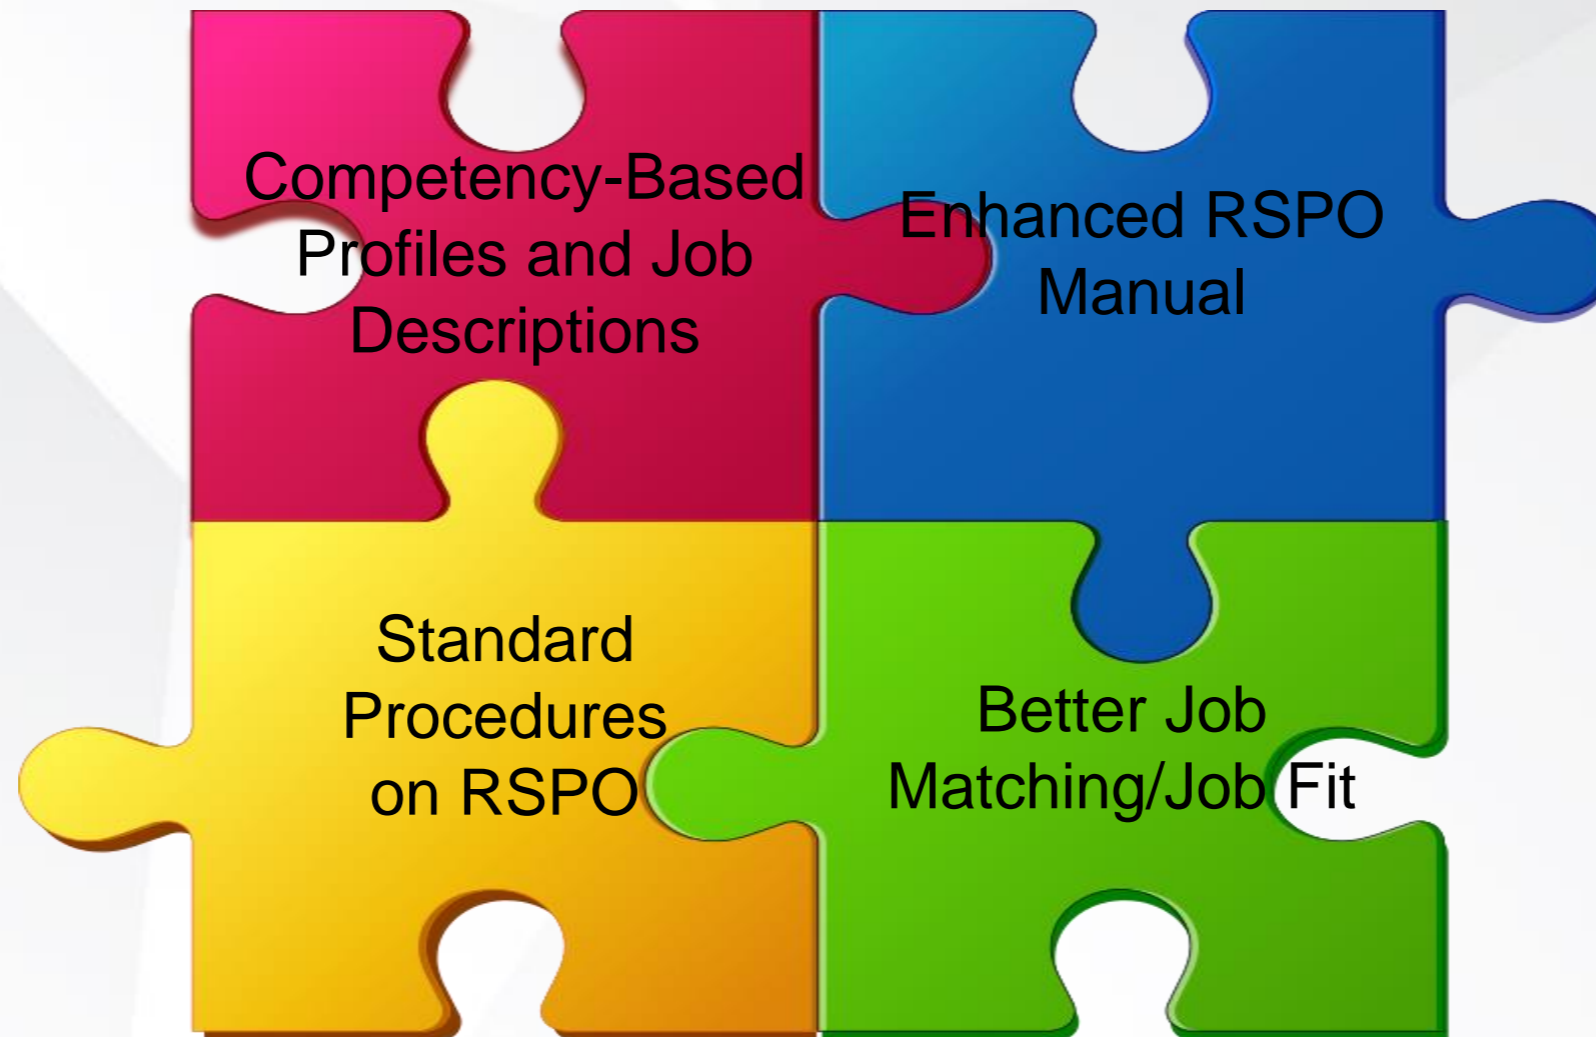 Competency-Based
Profiles and Job
Descriptions
Enhanced RSPO
Manual
Standard
Procedures
on RSPO
Better Job
Matching/Job Fit